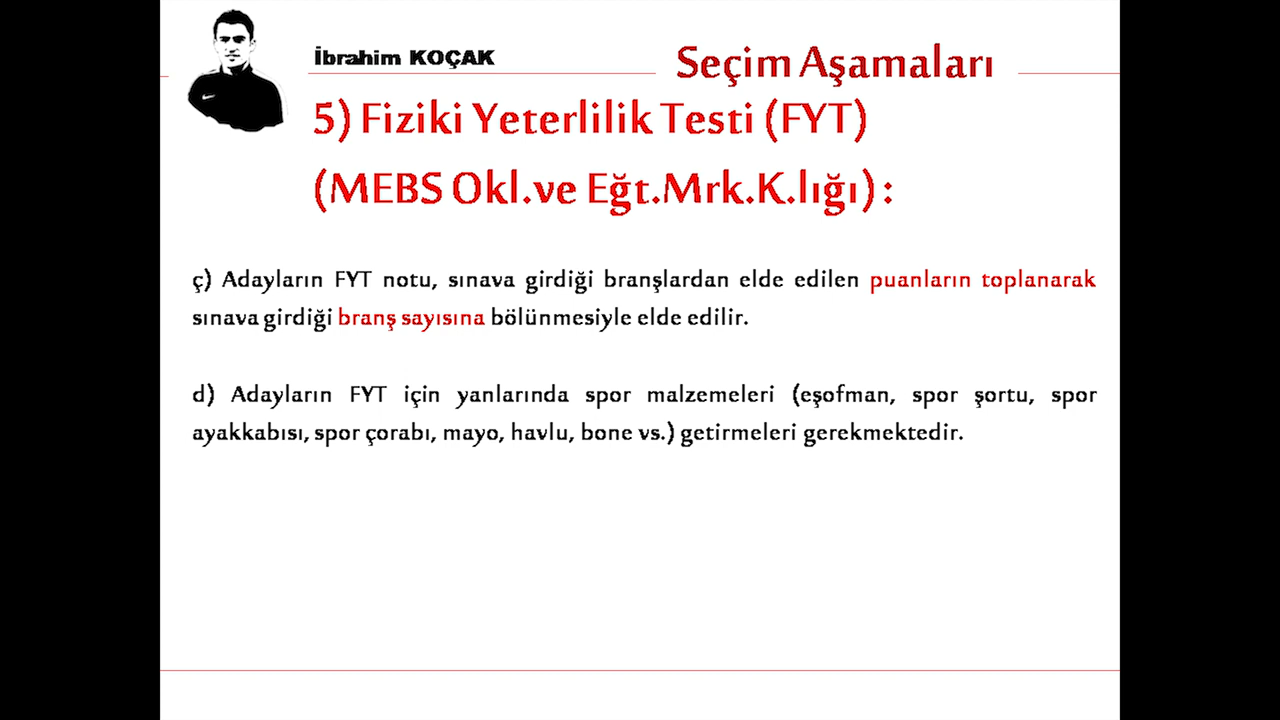 İbrahim KOÇAK
Seçim Aşamaları
5) Fiziki Yeterlilik Testi (FYT)
(MEBS Okl.ve Eğt.Mrk.K.lığı) :
ç) Adayların FYT notu, sınava girdiği branşlardan elde edilen puanların toplanarak
sınava girdiği branş sayısına bölünmesiyle elde edilir.
d) Adayların FYT için yanlarında spor malzemeleri (eşofman, spor şortu, spor
ayakkabısı, spor çorabı, mayo, havlu, bone vs.) getirmeleri gerekmektedir.